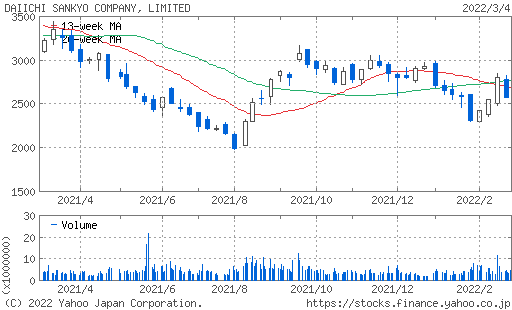 DAIICHI SANKYO COMPANY, LIMITED 2022/3/4
3500
13-week MA
26-week MA
3000
2500
2000
1500
2021/4 2021/6 2021/8 2021/10 2021/12 2022/2
30
Volume
20
10
0
(x1000000)
2021/4 2021/6 2021/8 2021/10 2021/12 2022/2
(C) 2022 Yahoo Japan Corporation. https://stocks.finance.yahoo.co.jp